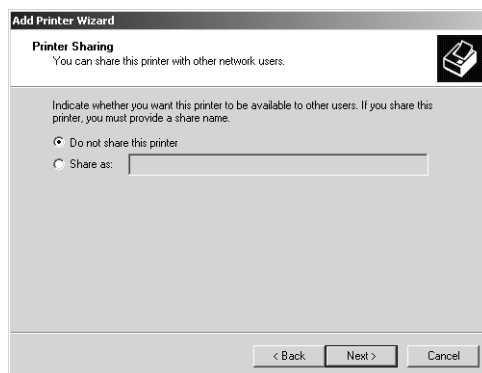 Add Printer Wizard
Printer Sharing
You can share this printer with other network users.
Indicate whether you want this printer to be available to other users. If you share this
printer, you must provide a share name.
Do not share this printer
Share as:
< Back Next > Cancel